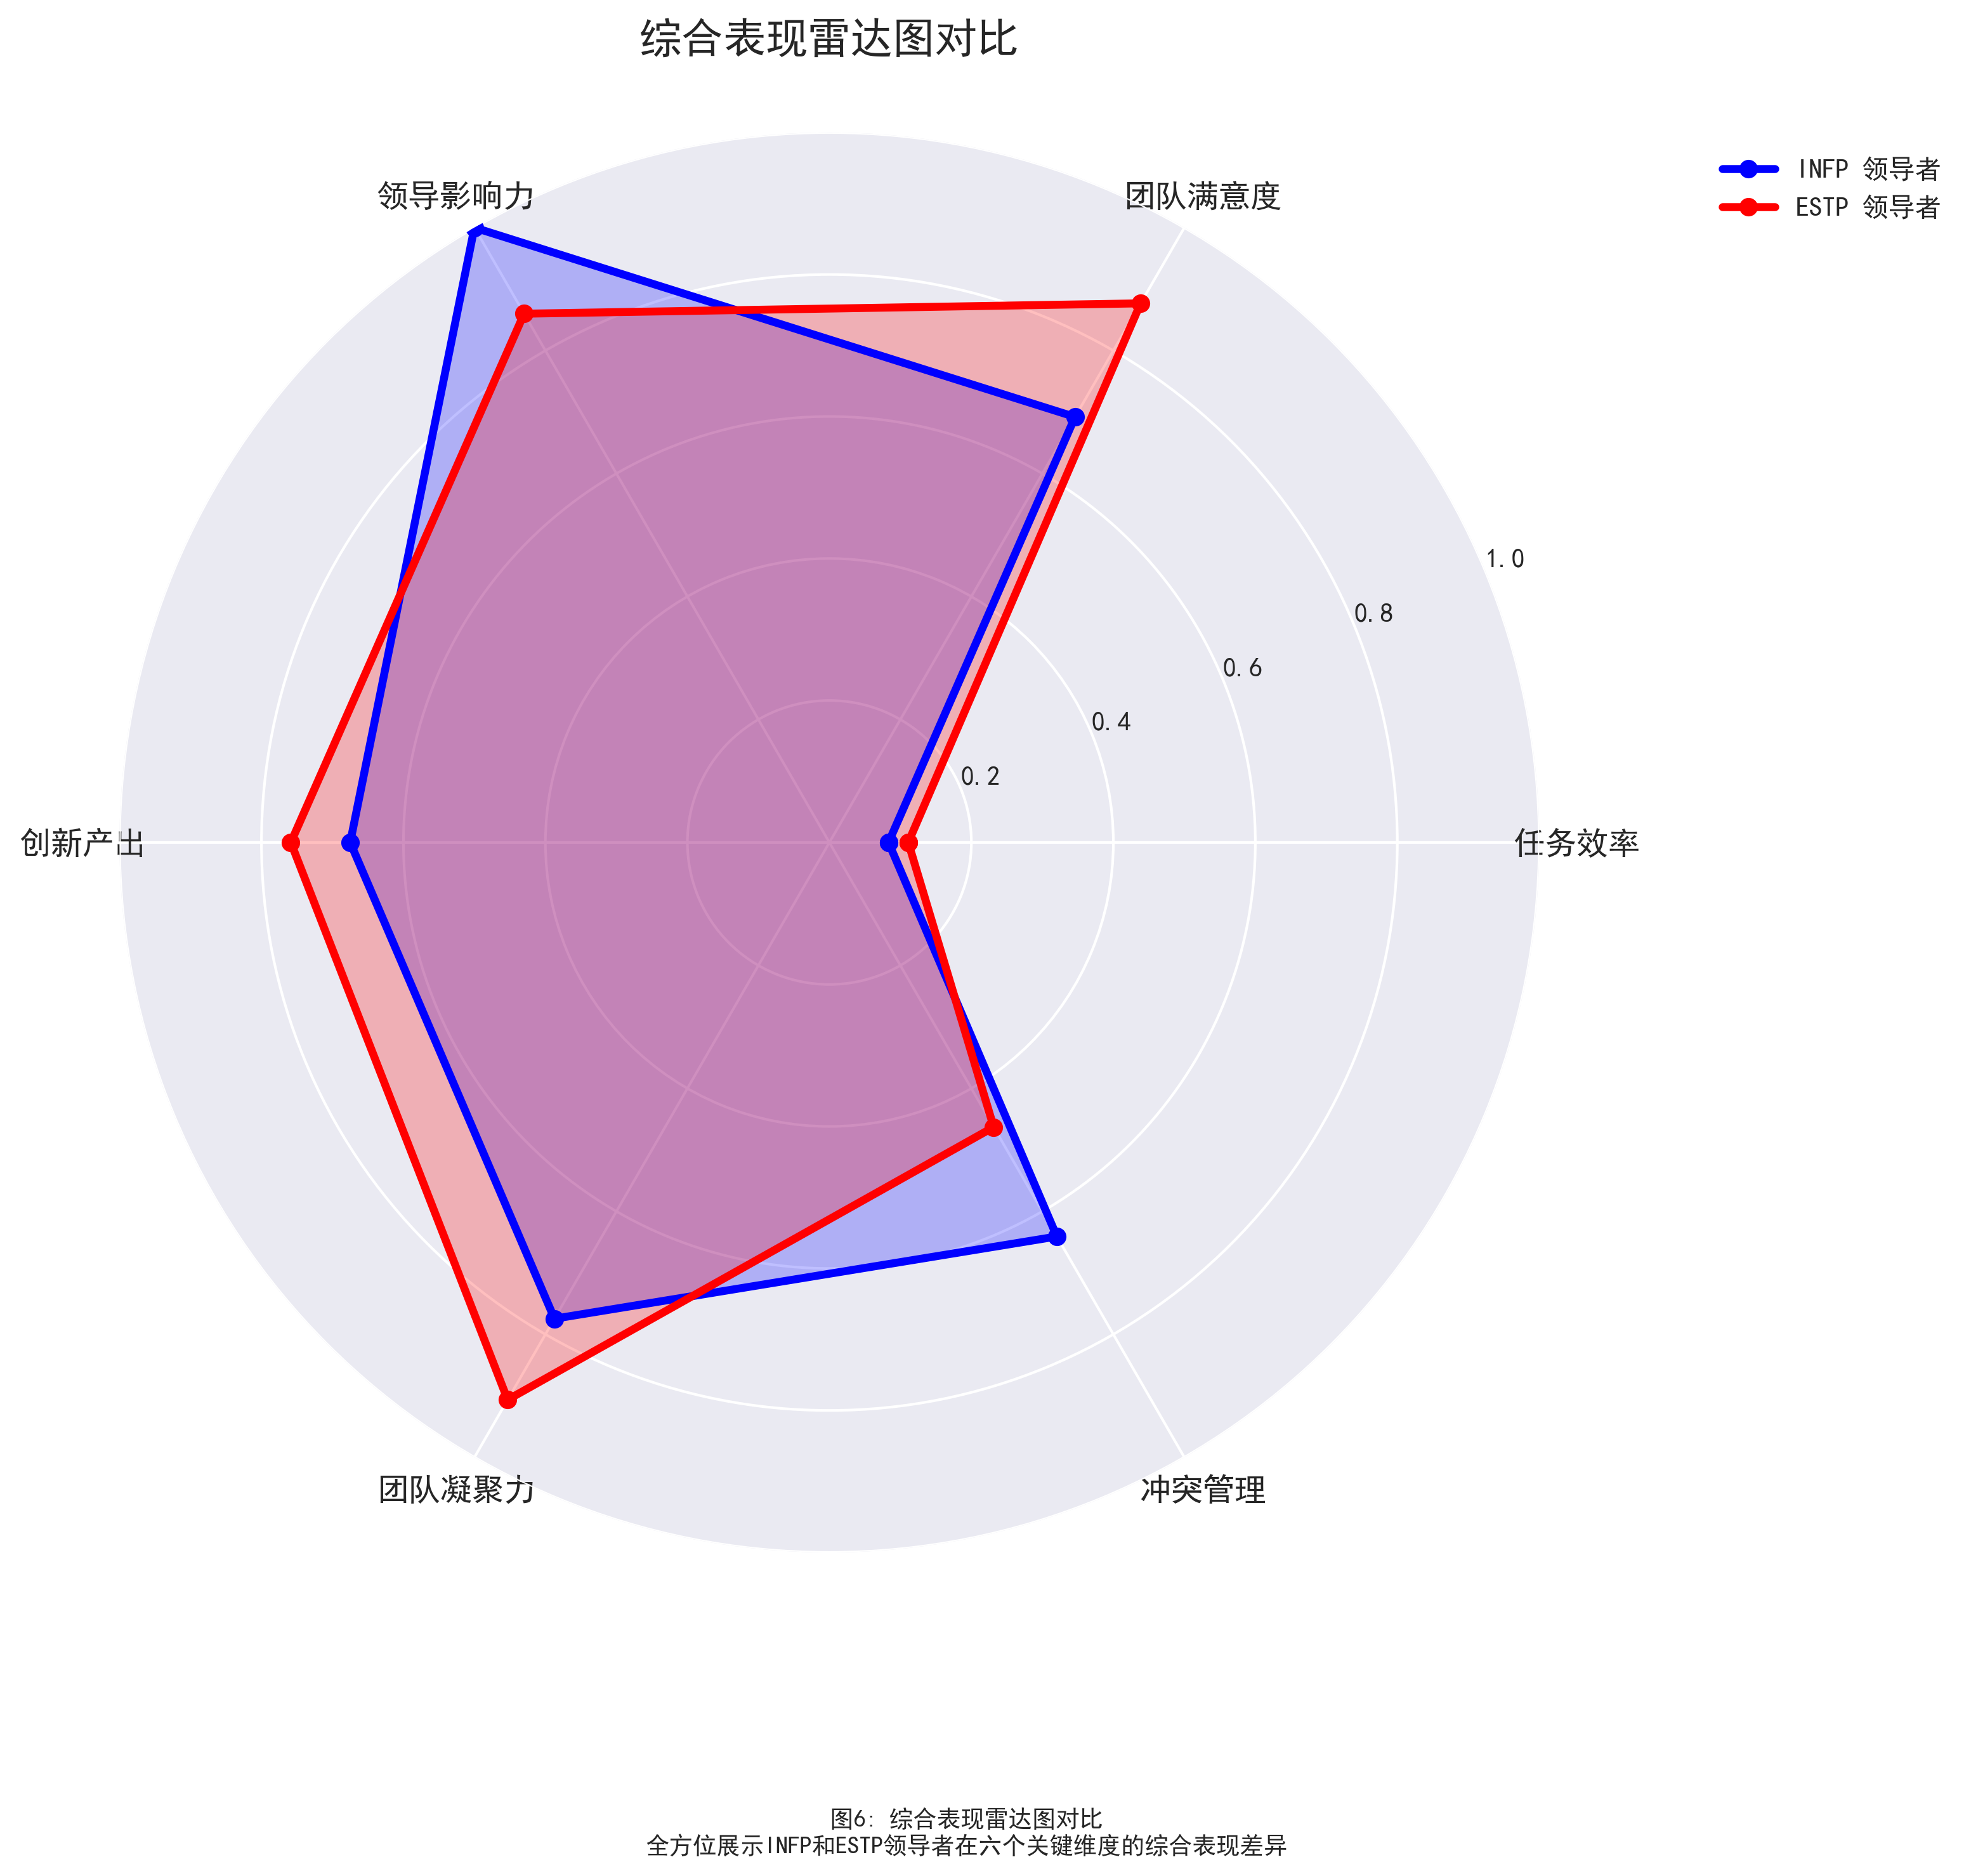 综合表现雷达图对比
INFP 领导者
ESTP 领导者
领导影响力
团队满意度
1.0
0.8
0.6
0.4
0.2
创新产出
任务效率
团队凝聚力
冲突管理
图6: 综合表现雷达图对比
全方位展示INFP和ESTP领导者在六个关键维度的综合表现差异